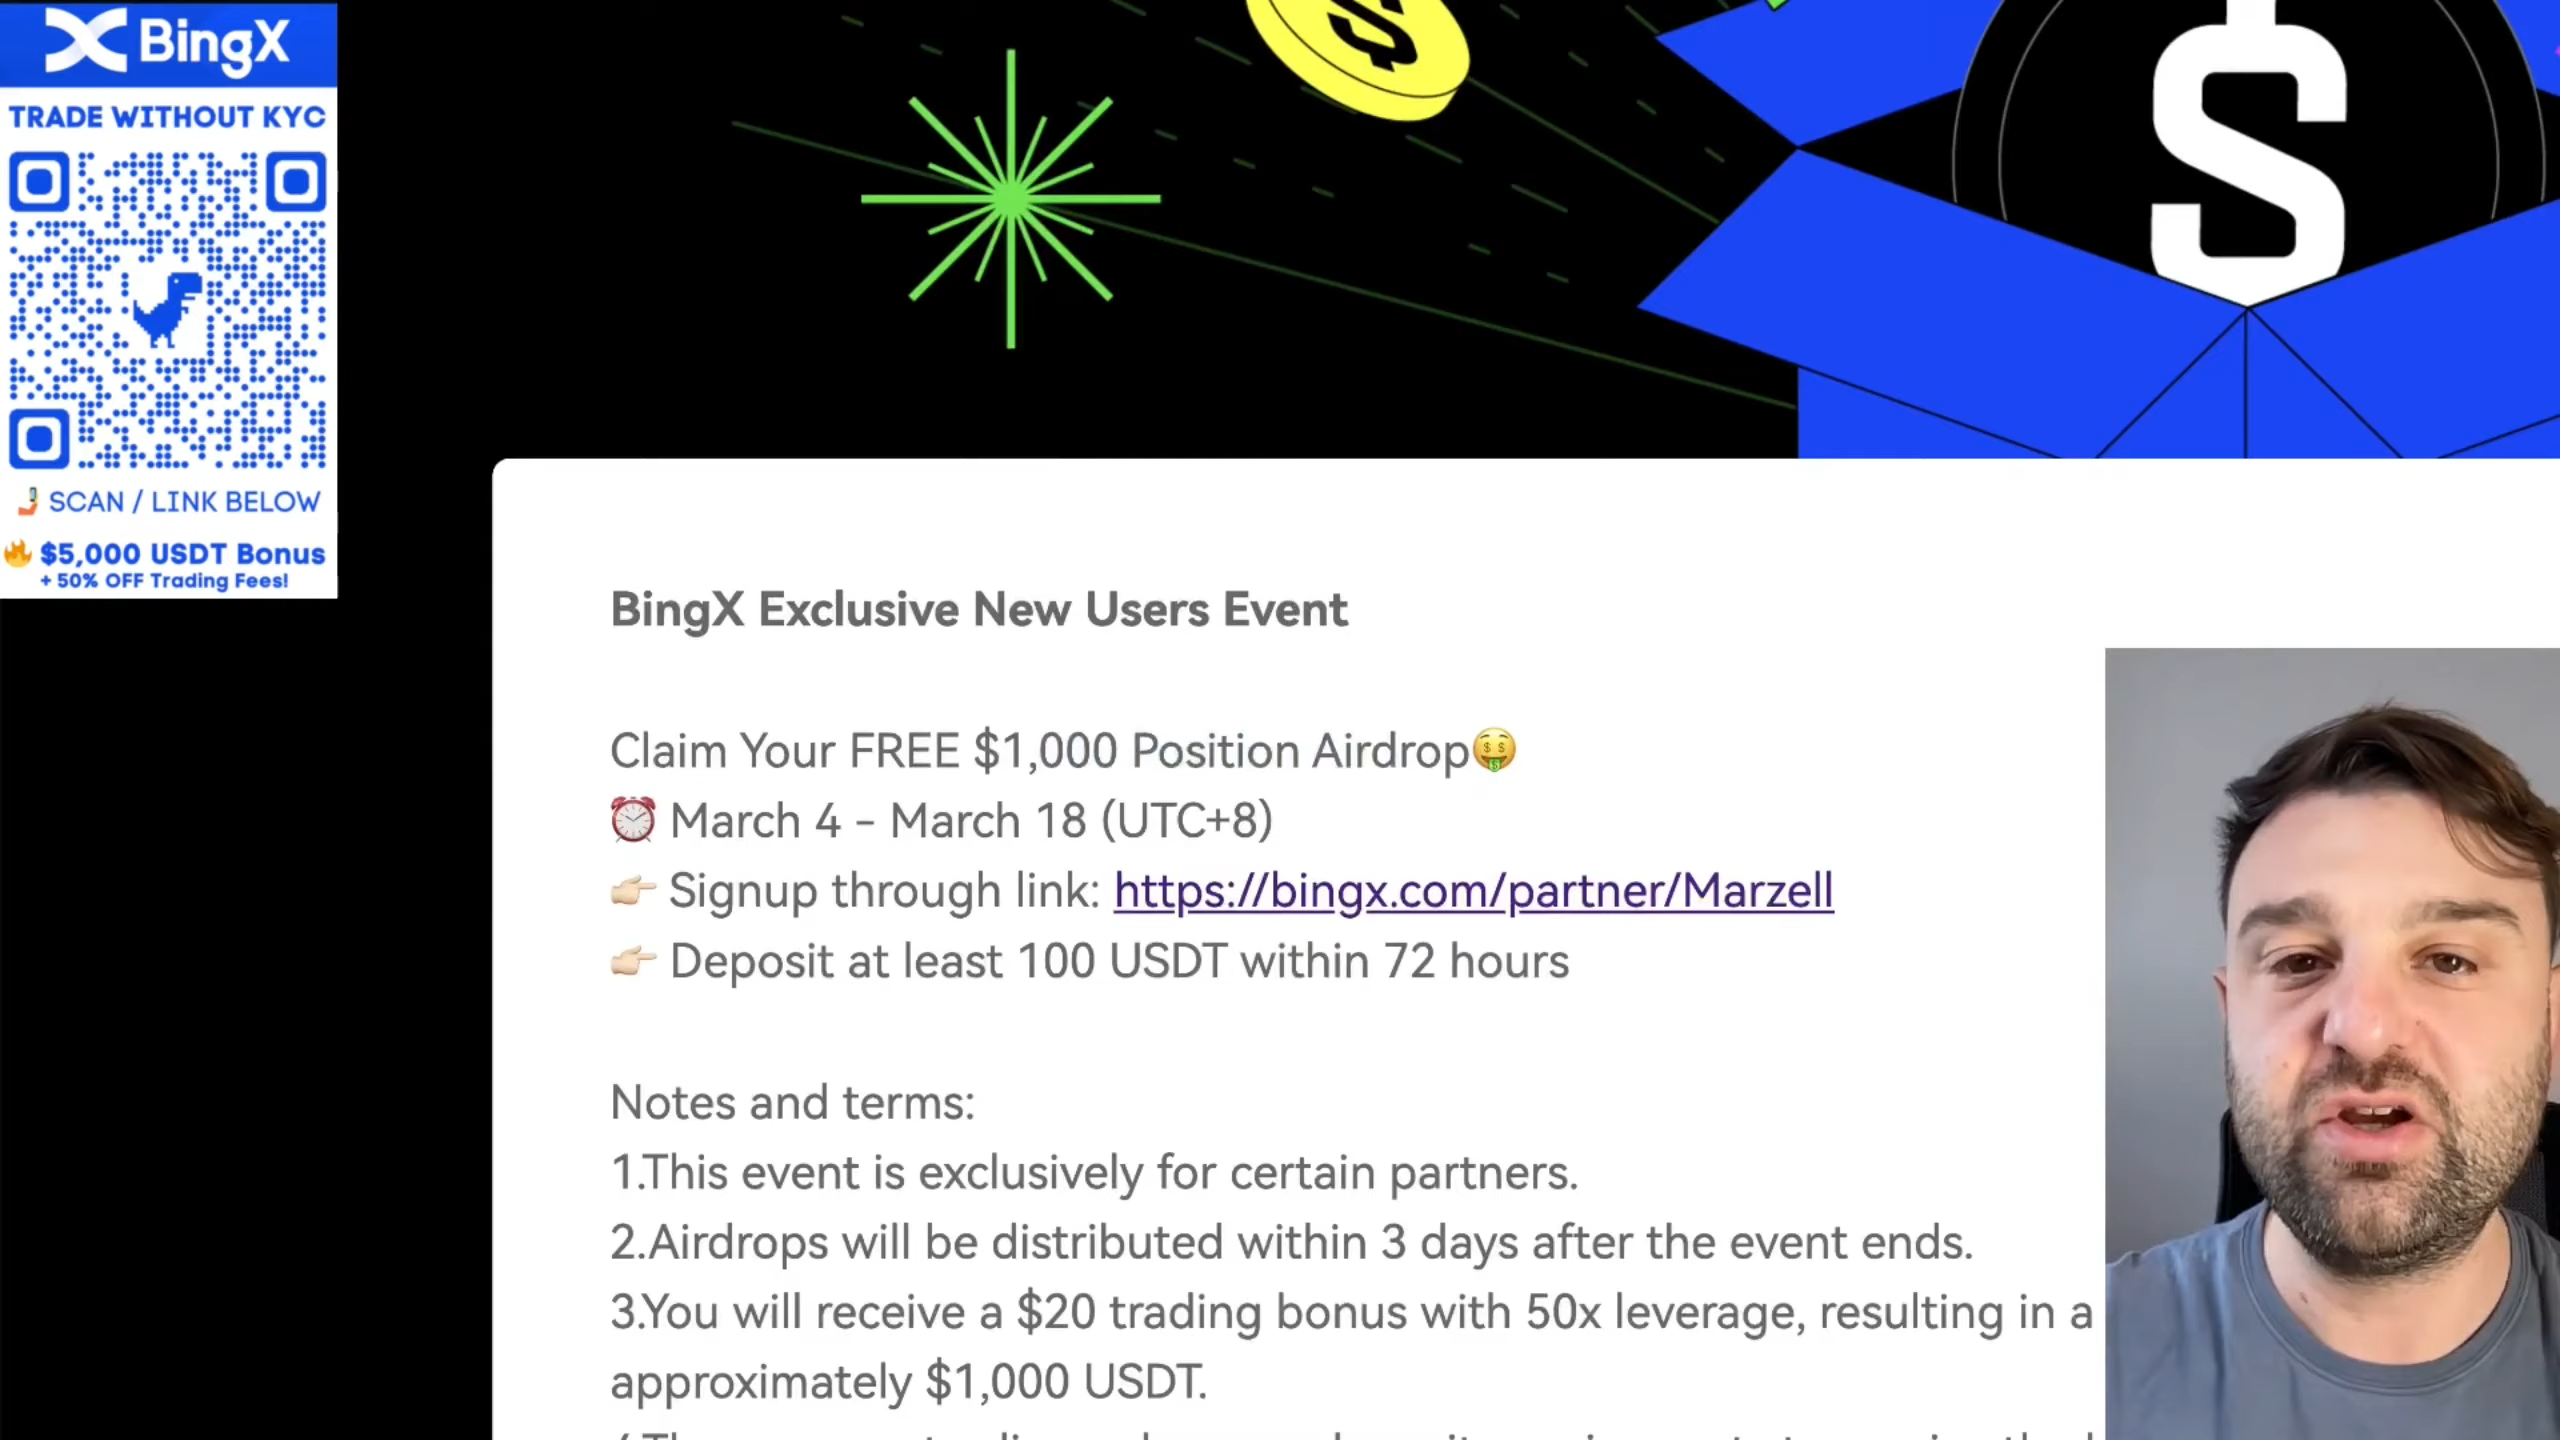 BingX
TRADE WITHOUT KYC
SCAN / LINK BELOW
🔥 $5,000 USDT Bonus
+ 50% OFF Trading Fees!
$
$
BingX Exclusive New Users Event
Claim Your FREE $1,000 Position Airdrop🤑
⏰ March 4 - March 18 (UTC+8)
👉🏻 Signup through link: https://bingx.com/partner/Marzell
👉🏻 Deposit at least 100 USDT within 72 hours
Notes and terms:
1.This event is exclusively for certain partners.
2.Airdrops will be distributed within 3 days after the event ends.
3.You will receive a $20 trading bonus with 50x leverage, resulting in a
approximately $1,000 USDT.